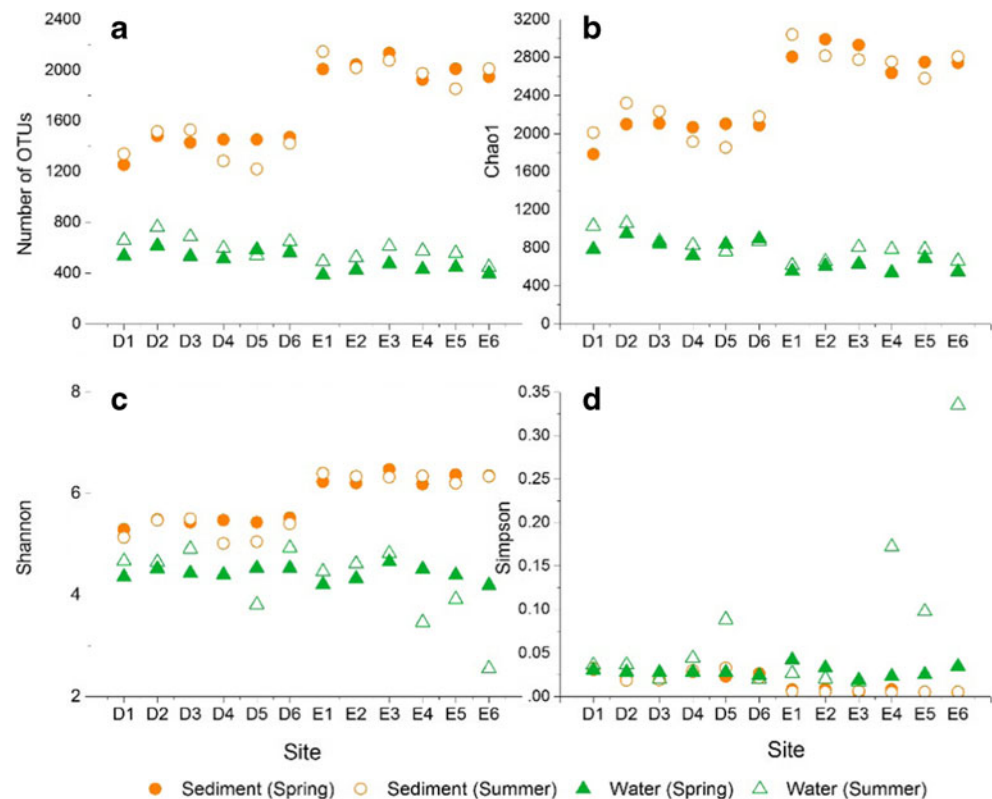 a
Number of OTUs
2400
2000
1600
1200
800
400
0
D1 D2 D3 D4 D5 D6 E1 E2 E3 E4 E5 E6
b
Chao1
3200
2800
2400
2000
1600
1200
800
400
0
D1 D2 D3 D4 D5 D6 E1 E2 E3 E4 E5 E6
c
Shannon
8
6
4
2
D1 D2 D3 D4 D5 D6 E1 E2 E3 E4 E5 E6
Site
d
Simpson
0.35
0.30
0.25
0.20
0.15
0.10
0.05
.00
D1 D2 D3 D4 D5 D6 E1 E2 E3 E4 E5 E6
Site
Sediment (Spring) Sediment (Summer) Water (Spring) Water (Summer)